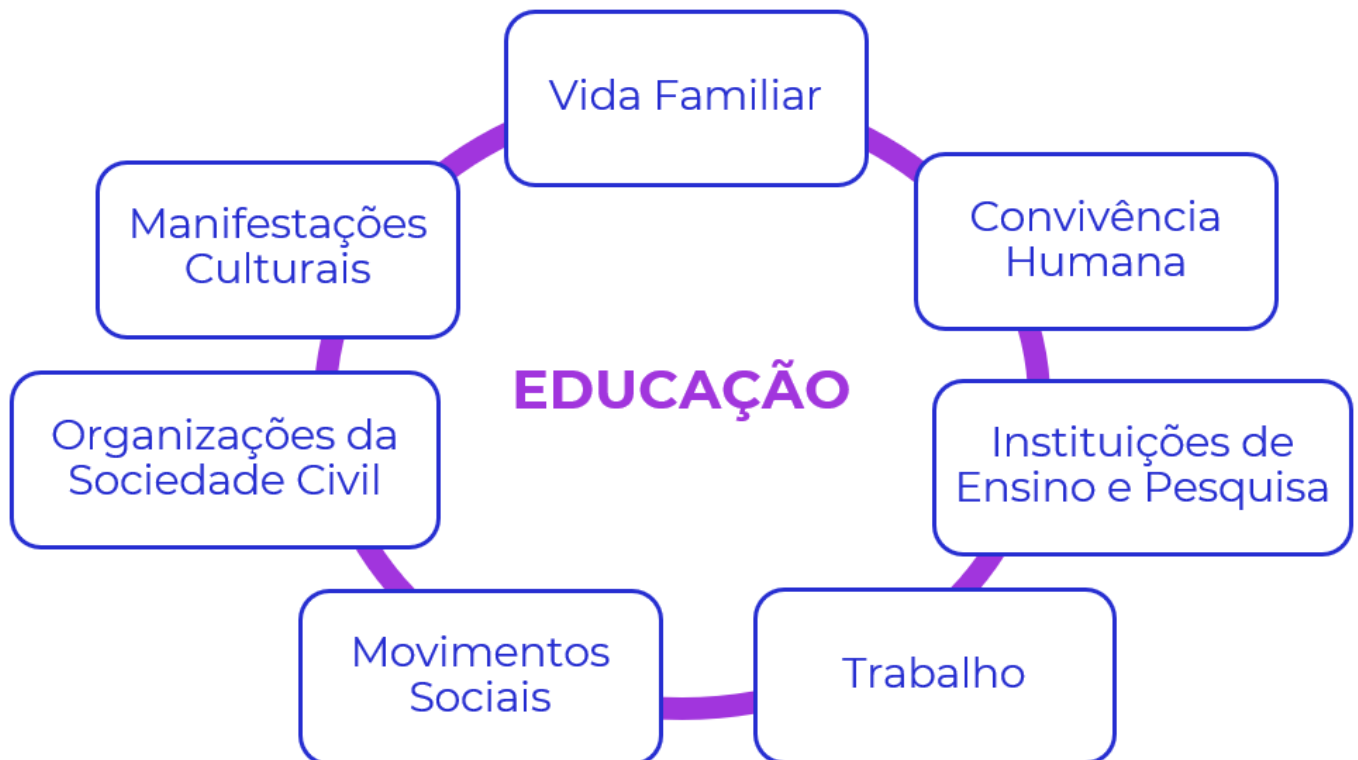 Vida Familiar
Convivência
Humana
Instituições de
Ensino e Pesquisa
Trabalho
Movimentos
Sociais
Organizações da
Sociedade Civil
Manifestações
Culturais
EDUCAÇÃO